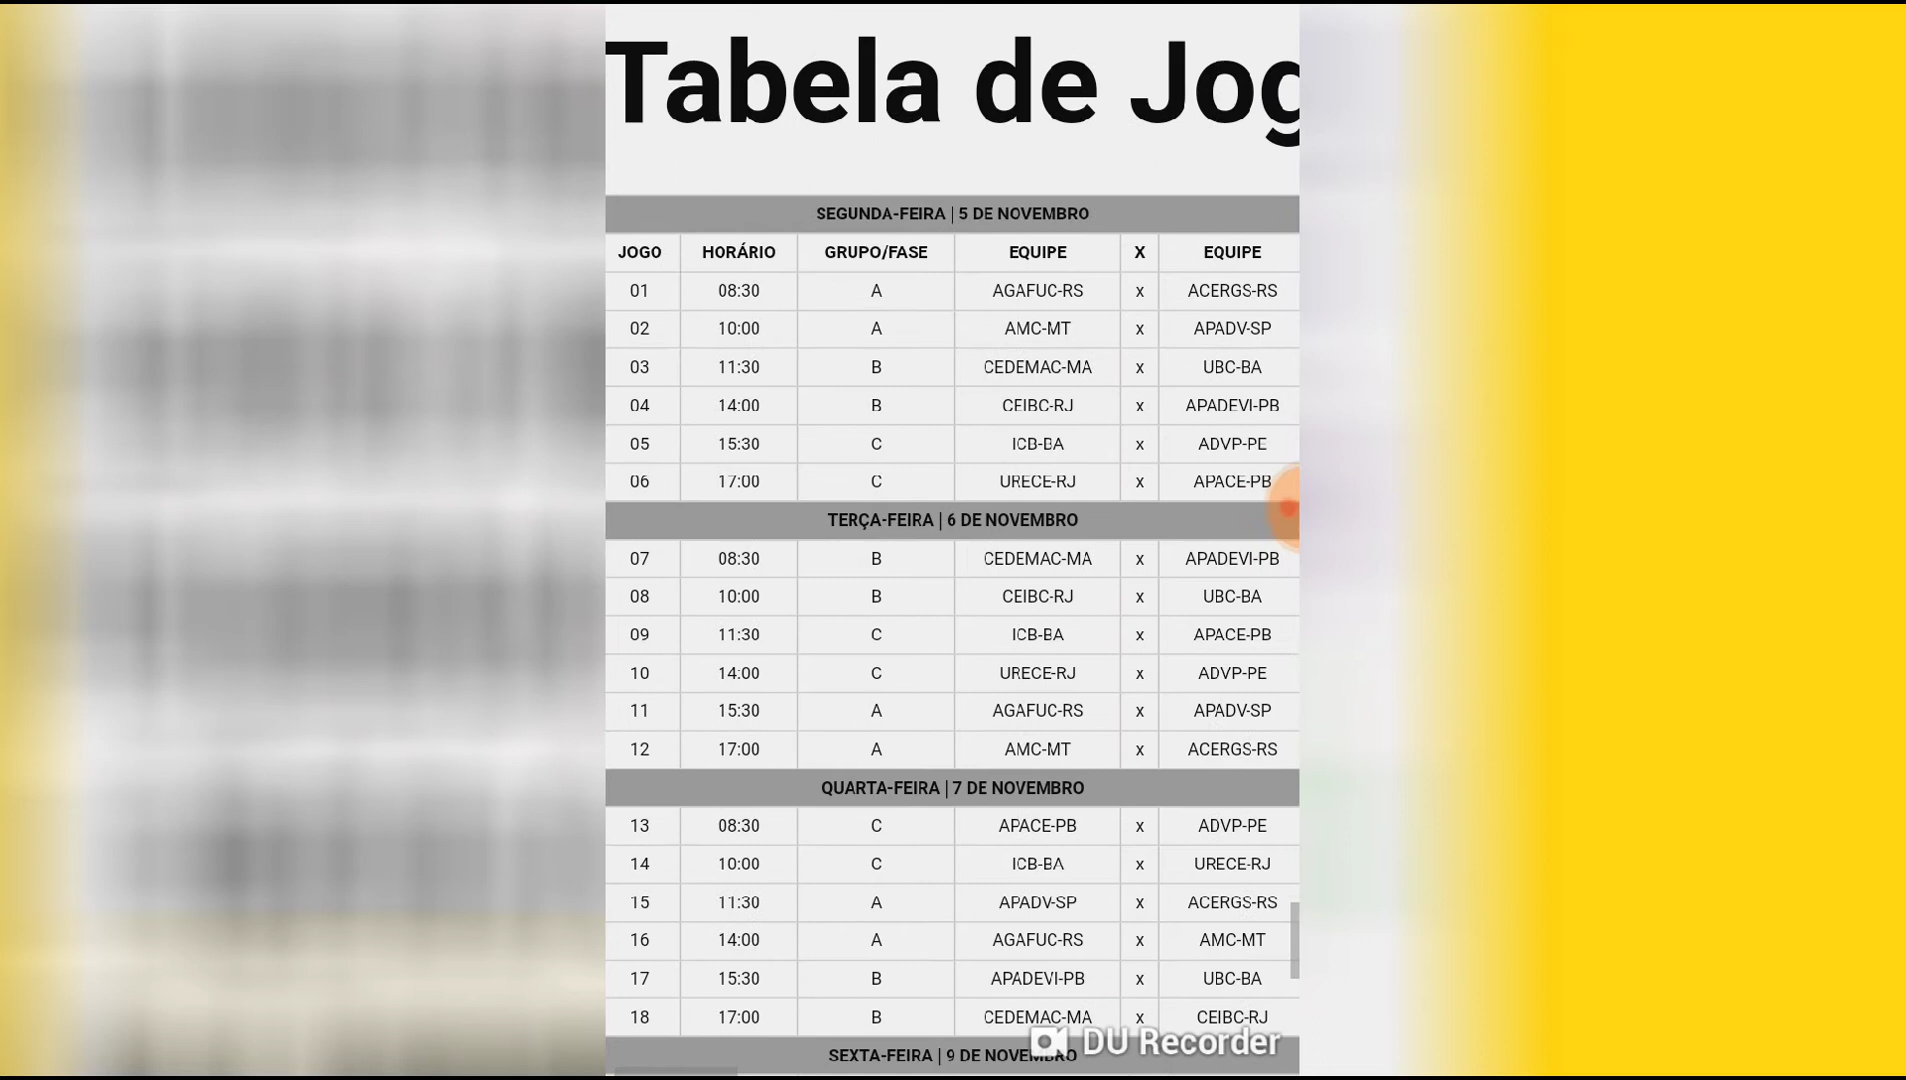 Tabela de Jog
SEGUNDA-FEIRA | 5 DE NOVEMBRO
JOGO HORÁRIO GRUPO/FASE EQUIPE X EQUIPE
01 08:30 A AGAFUC-RS x ACERGS-RS
02 10:00 A AMC-MT x APADV-SP
03 11:30 B CEDEMAC-MA x UBC-BA
04 14:00 B CEIBC-RJ x APADEVI-PB
05 15:30 C ICB-BA x ADVP-PE
06 17:00 C URECE-RJ x APACE-PB
TERÇA-FEIRA | 6 DE NOVEMBRO
07 08:30 B CEDEMAC-MA x APADEVI-PB
08 10:00 B CEIBC-RJ x UBC-BA
09 11:30 C ICB-BA x APACE-PB
10 14:00 C URECE-RJ x ADVP-PE
11 15:30 A AGAFUC-RS x APADV-SP
12 17:00 A AMC-MT x ACERGS-RS
QUARTA-FEIRA | 7 DE NOVEMBRO
13 08:30 C APACE-PB x ADVP-PE
14 10:00 C ICB-BA x URECE-RJ
15 11:30 A APADV-SP x ACERGS-RS
16 14:00 A AGAFUC-RS x AMC-MT
17 15:30 B APADEVI-PB x UBC-BA
18 17:00 B CEDEMAC-MA x CEIBC-RJ
DU Recorder
SEXTA-FEIRA | 9 DE NOVEMBRO